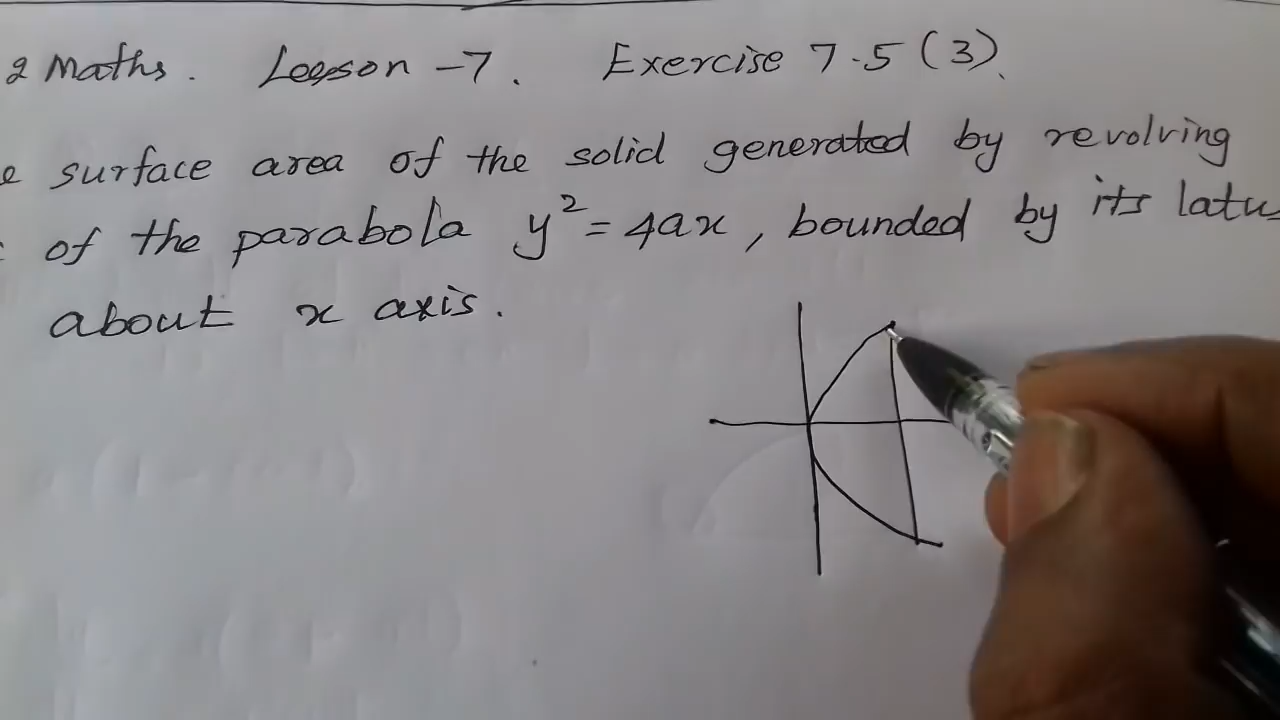 2 Maths. Lesson -7. Exercise 7.5 (3).
e surface area of the solid generated by revolving
of the parabola y² = 4ax, bounded by its latus
about x axis.